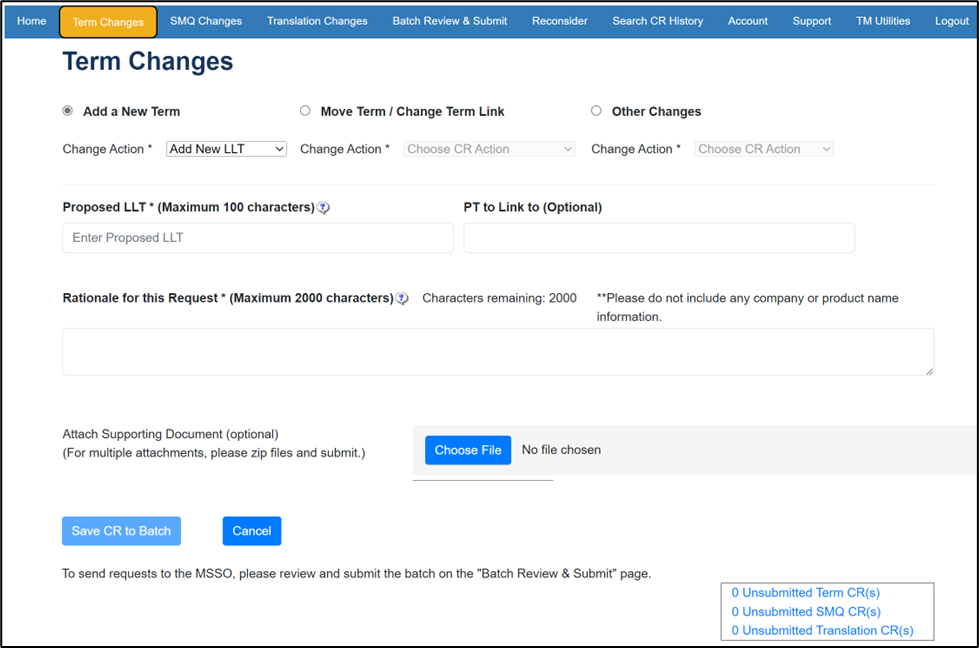 Home Term Changes SMQ Changes Translation Changes Batch Review & Submit Reconsider Search CR History Account Support TM Utilities Logout
Term Changes
Add a New Term Move Term / Change Term Link Other Changes
Change Action * Add New LLT Change Action * Choose CR Action Change Action * Choose CR Action
Proposed LLT * (Maximum 100 characters) ? PT to Link to (Optional)
Enter Proposed LLT
Rationale for this Request * (Maximum 2000 characters) ? Characters remaining: 2000 **Please do not include any company or product name
information.
Attach Supporting Document (optional)
(For multiple attachments, please zip files and submit.)
Choose File No file chosen
Save CR to Batch Cancel
To send requests to the MSSO, please review and submit the batch on the "Batch Review & Submit" page.
0 Unsubmitted Term CR(s)
0 Unsubmitted SMQ CR(s)
0 Unsubmitted Translation CR(s)